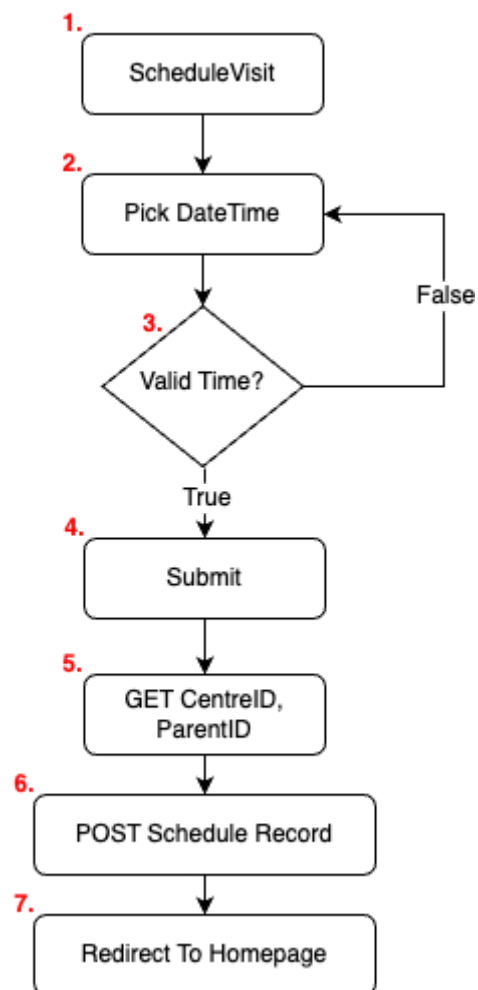 1.
ScheduleVisit
2.
Pick DateTime
False
3.
Valid Time?
True
4.
Submit
5.
GET CentreID,
ParentID
6.
POST Schedule Record
7.
Redirect To Homepage